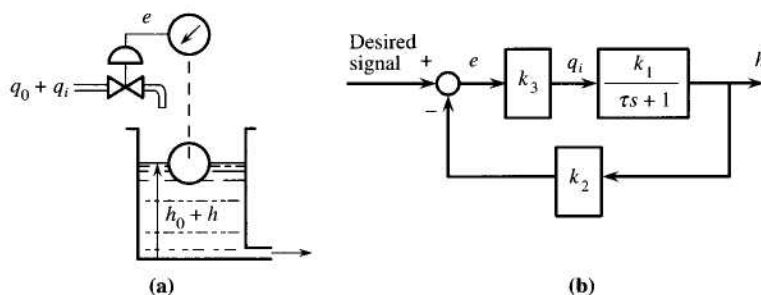 e
q₀ + qᵢ
h₀ + h
(a)
Desired signal
+
e
−
k₃
qᵢ
k₁
τs + 1
h
k₂
(b)